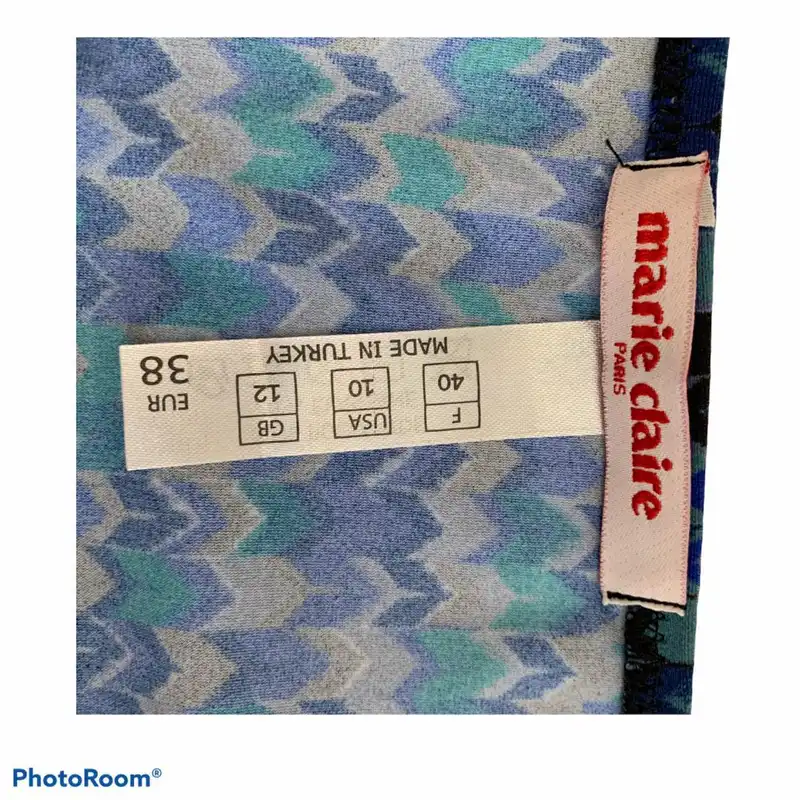 marie claire
PARIS
F 40
USA 10
GB 12
EUR 38
MADE IN TURKEY
PhotoRoom®